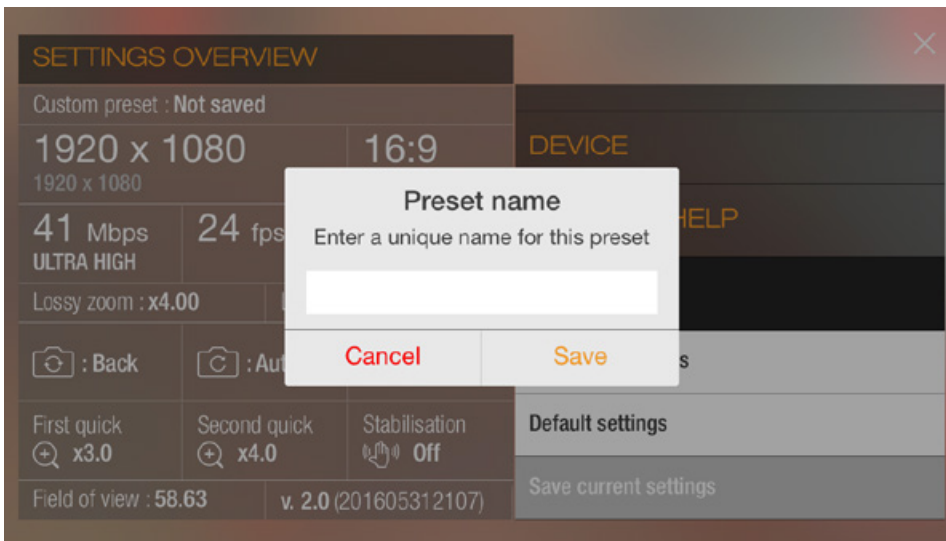 SETTINGS OVERVIEW
Custom preset : Not saved
1920 x 1080
16:9
1920 x 1080
41 Mbps
24 fps
ULTRA HIGH
Lossy zoom : x4.00
: Back
: Au
First quick
x3.0
Second quick
x4.0
Stabilisation
Off
Field of view : 58.63
v. 2.0 (201605312107)
Preset name
Enter a unique name for this preset
Cancel
Save
DEVICE
HELP
s
Default settings
Save current settings